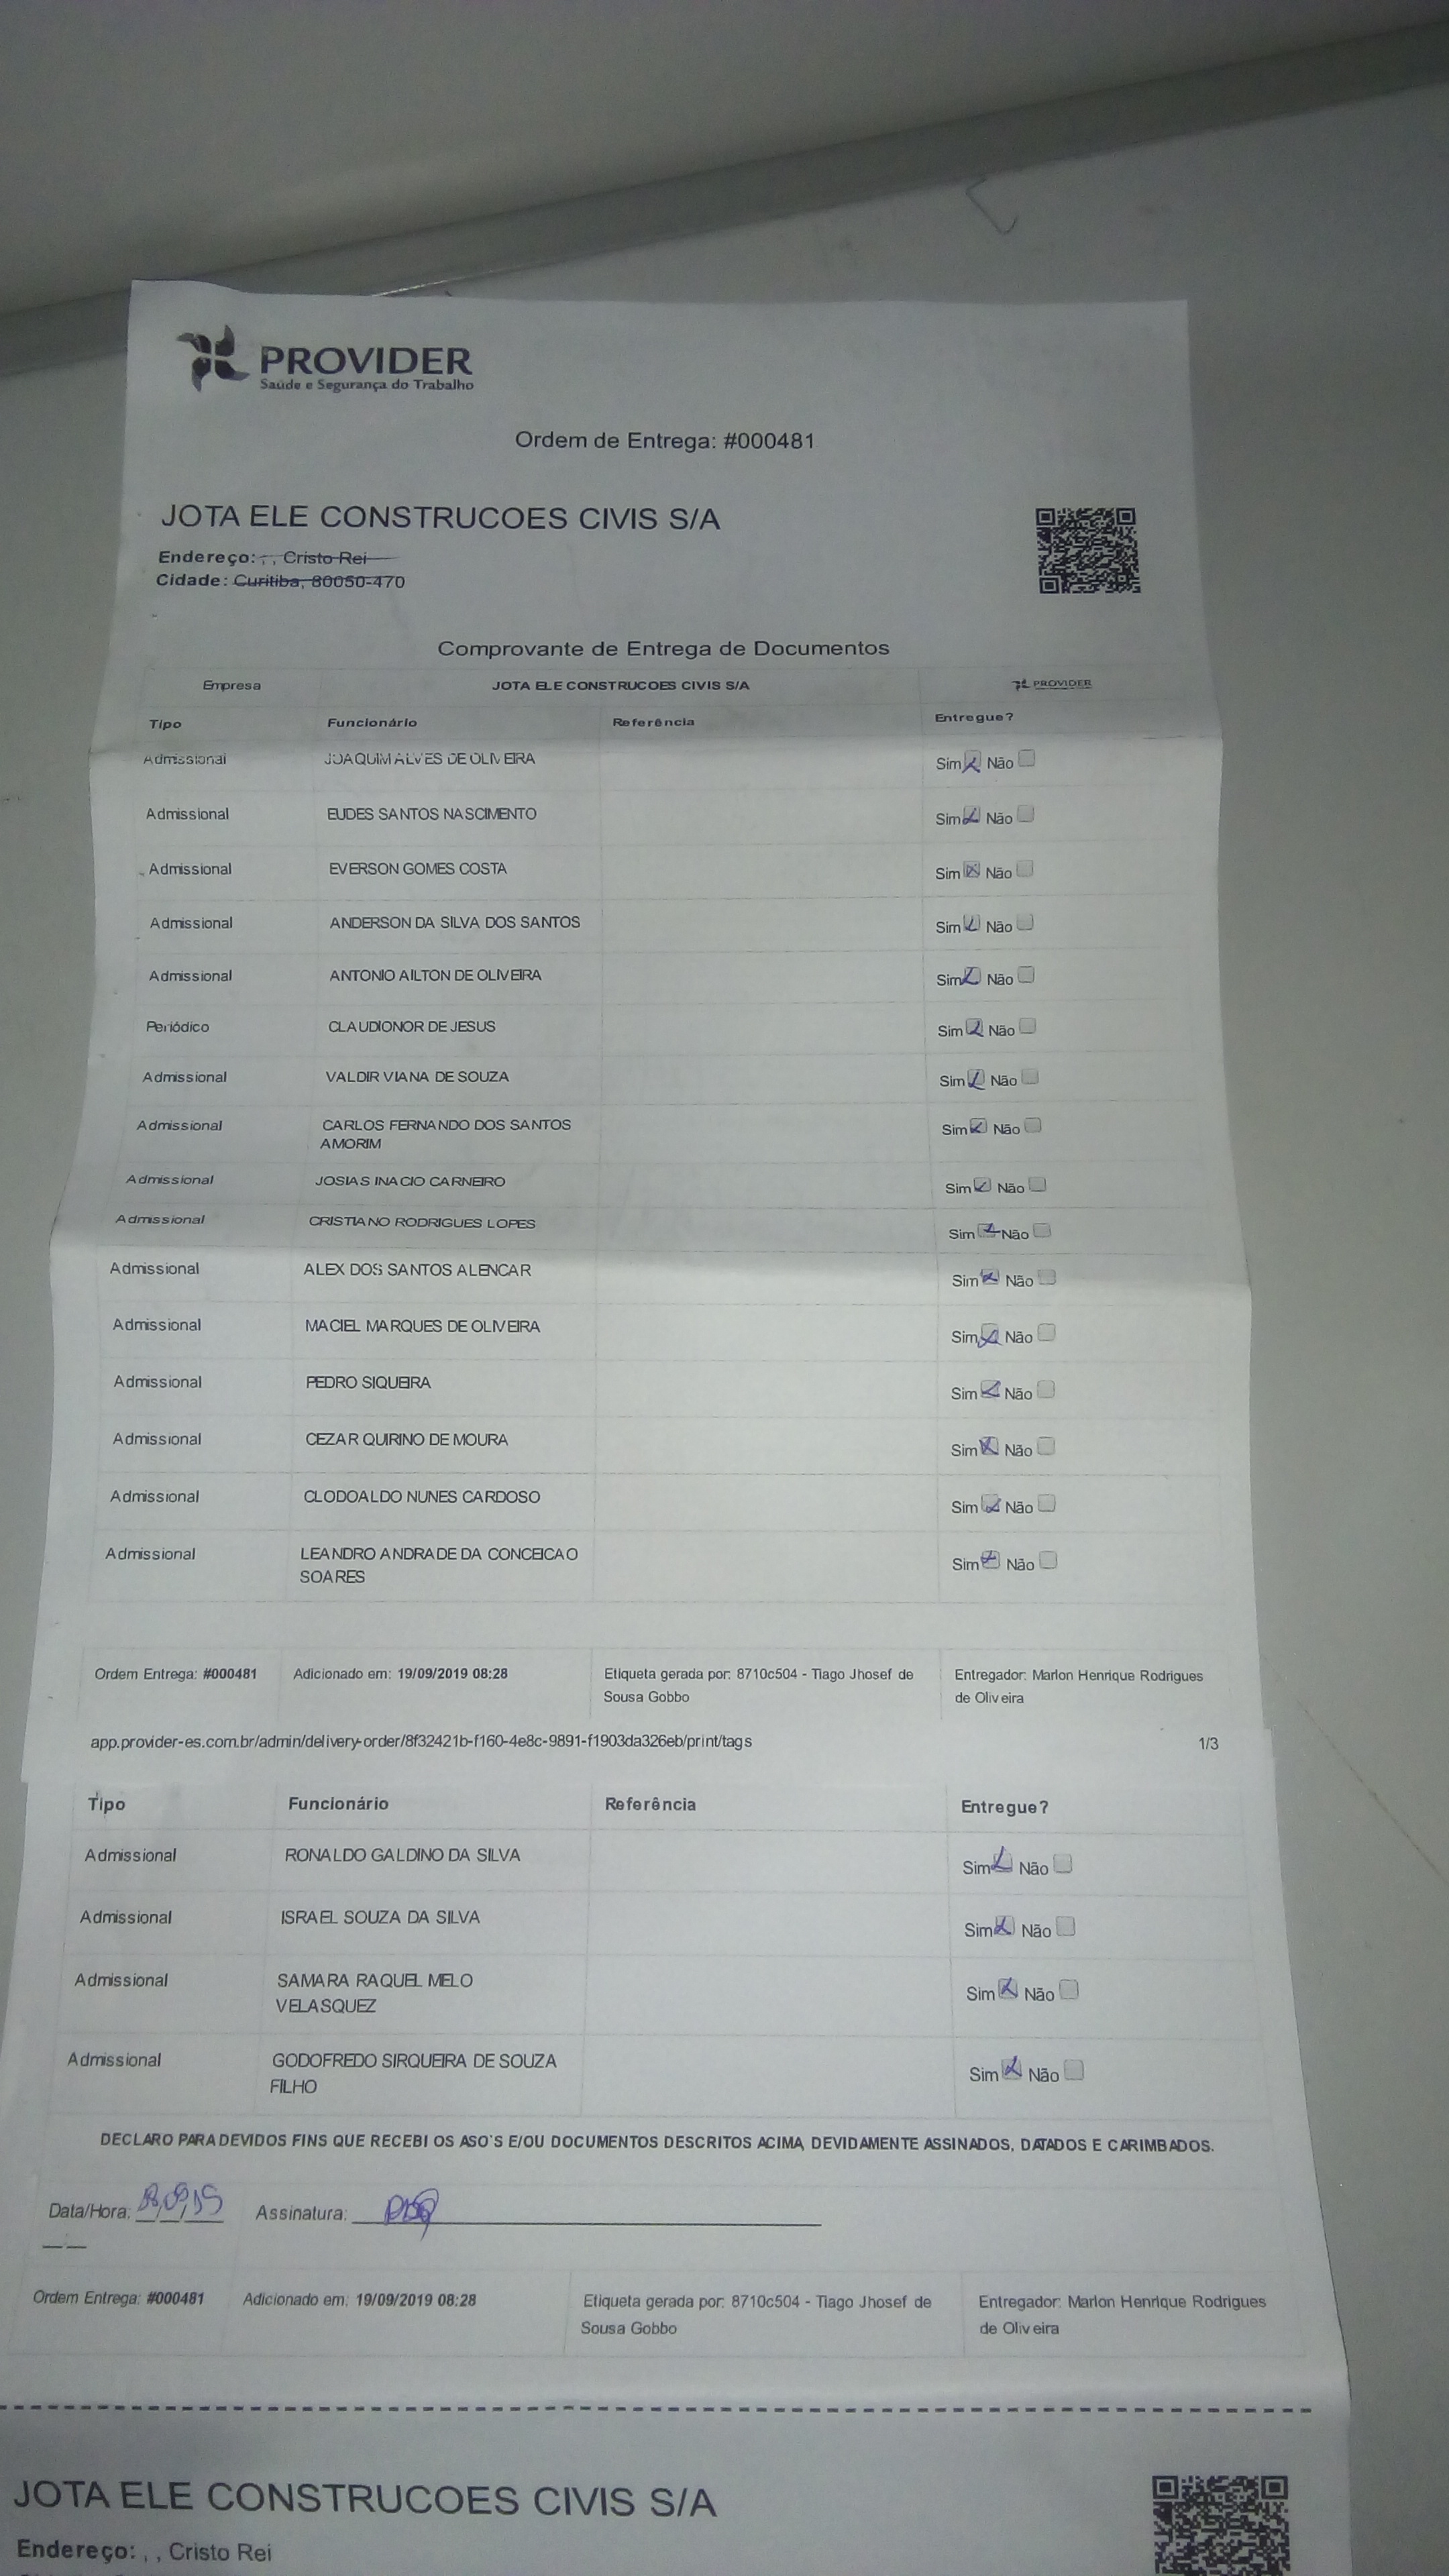 PROVIDER
Saúde e Segurança do Trabalho
Ordem de Entrega: #000481
JOTA ELE CONSTRUCOES CIVIS S/A
Endereço: , , Cristo Rei
Cidade: Curitiba, 80050-470
Comprovante de Entrega de Documentos
Empresa JOTA ELE CONSTRUCOES CIVIS S/A PROVIDER
Tipo Funcionário Referência Entregue?
Admissional JOAQUIM ALVES DE OLIVEIRA Sim Não
Admissional EUDES SANTOS NASCIMENTO Sim Não
Admissional EVERSON GOMES COSTA Sim Não
Admissional ANDERSON DA SILVA DOS SANTOS Sim Não
Admissional ANTONIO AILTON DE OLIVEIRA Sim Não
Periódico CLAUDIONOR DE JESUS Sim Não
Admissional VALDIR VIANA DE SOUZA Sim Não
Admissional CARLOS FERNANDO DOS SANTOS Sim Não
AMORIM
Admissional JOSIAS INACIO CARNEIRO Sim Não
Admissional CRISTIANO RODRIGUES LOPES Sim Não
Admissional ALEX DOS SANTOS ALENCAR Sim Não
Admissional MACIEL MARQUES DE OLIVEIRA Sim Não
Admissional PEDRO SIQUEIRA Sim Não
Admissional CEZAR QUIRINO DE MOURA Sim Não
Admissional CLODOALDO NUNES CARDOSO Sim Não
Admissional LEANDRO ANDRADE DA CONCEICAO Sim Não
SOARES
Ordem Entrega: #000481 Adicionado em: 19/09/2019 08:28 Etiqueta gerada por: 8710c504 - Tiago Jhosef de Entregador: Marlon Henrique Rodrigues
Sousa Gobbo de Oliveira
app.provider-es.com.br/admin/delivery-order/8f32421b-f160-4e8c-9891-f1903da326eb/print/tags 1/3
Tipo Funcionário Referência Entregue?
Admissional RONALDO GALDINO DA SILVA Sim Não
Admissional ISRAEL SOUZA DA SILVA Sim Não
Admissional SAMARA RAQUEL MELO Sim Não
VELASQUEZ
Admissional GODOFREDO SIRQUEIRA DE SOUZA Sim Não
FILHO
DECLARO PARA DEVIDOS FINS QUE RECEBI OS ASO'S E/OU DOCUMENTOS DESCRITOS ACIMA, DEVIDAMENTE ASSINADOS, DATADOS E CARIMBADOS.
Data/Hora: Assinatura:
Ordem Entrega: #000481 Adicionado em: 19/09/2019 08:28 Etiqueta gerada por: 8710c504 - Tiago Jhosef de Entregador: Marlon Henrique Rodrigues
Sousa Gobbo de Oliveira
JOTA ELE CONSTRUCOES CIVIS S/A
Endereço: , , Cristo Rei